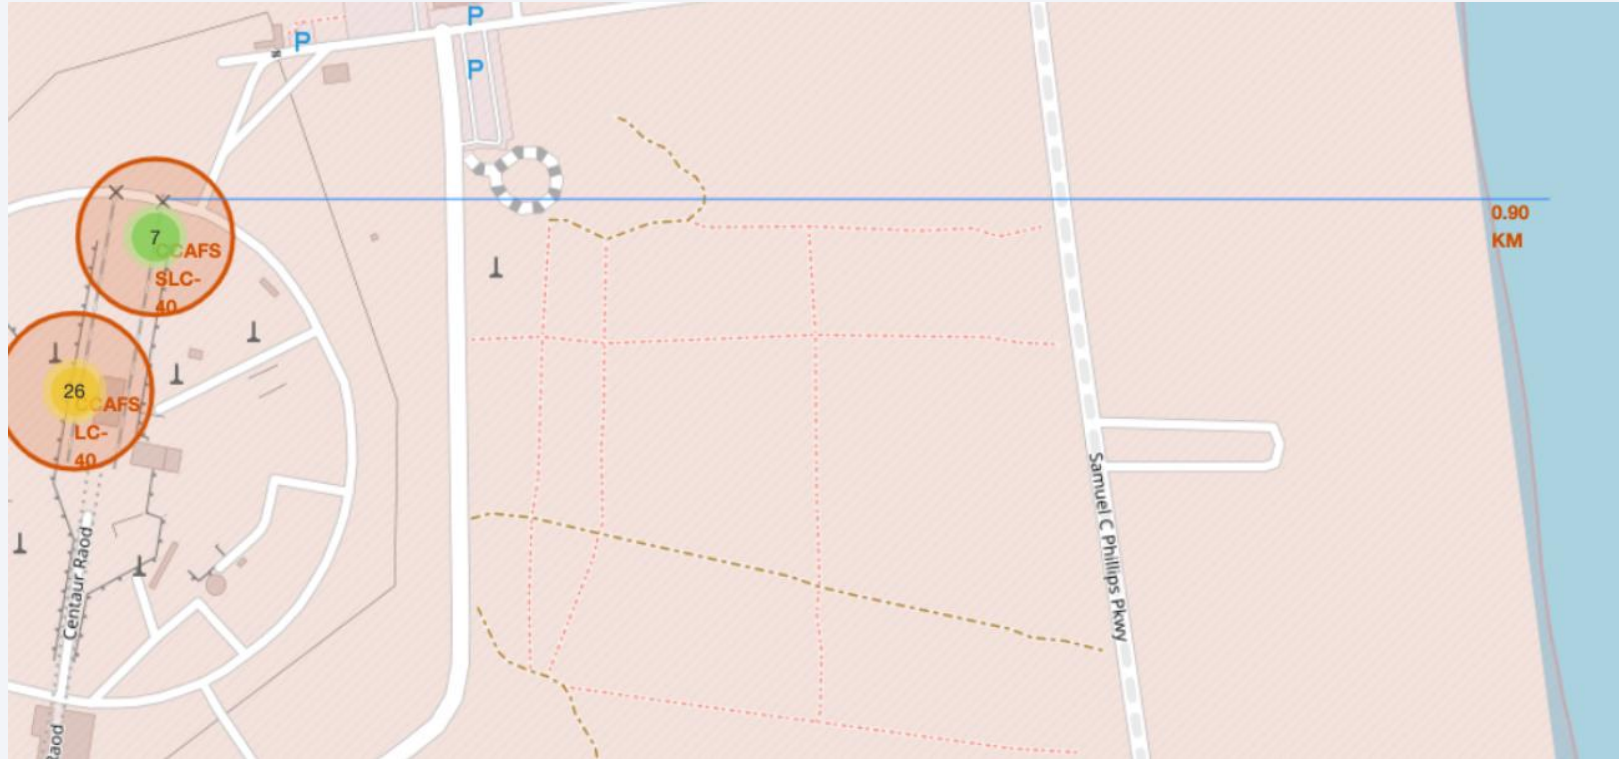 P
P
P
0.90
KM
7
CCAFS
SLC-
40
26
CCAFS
LC-
40
Samuel C Phillips Pkwy
Centaur Raod
Raod